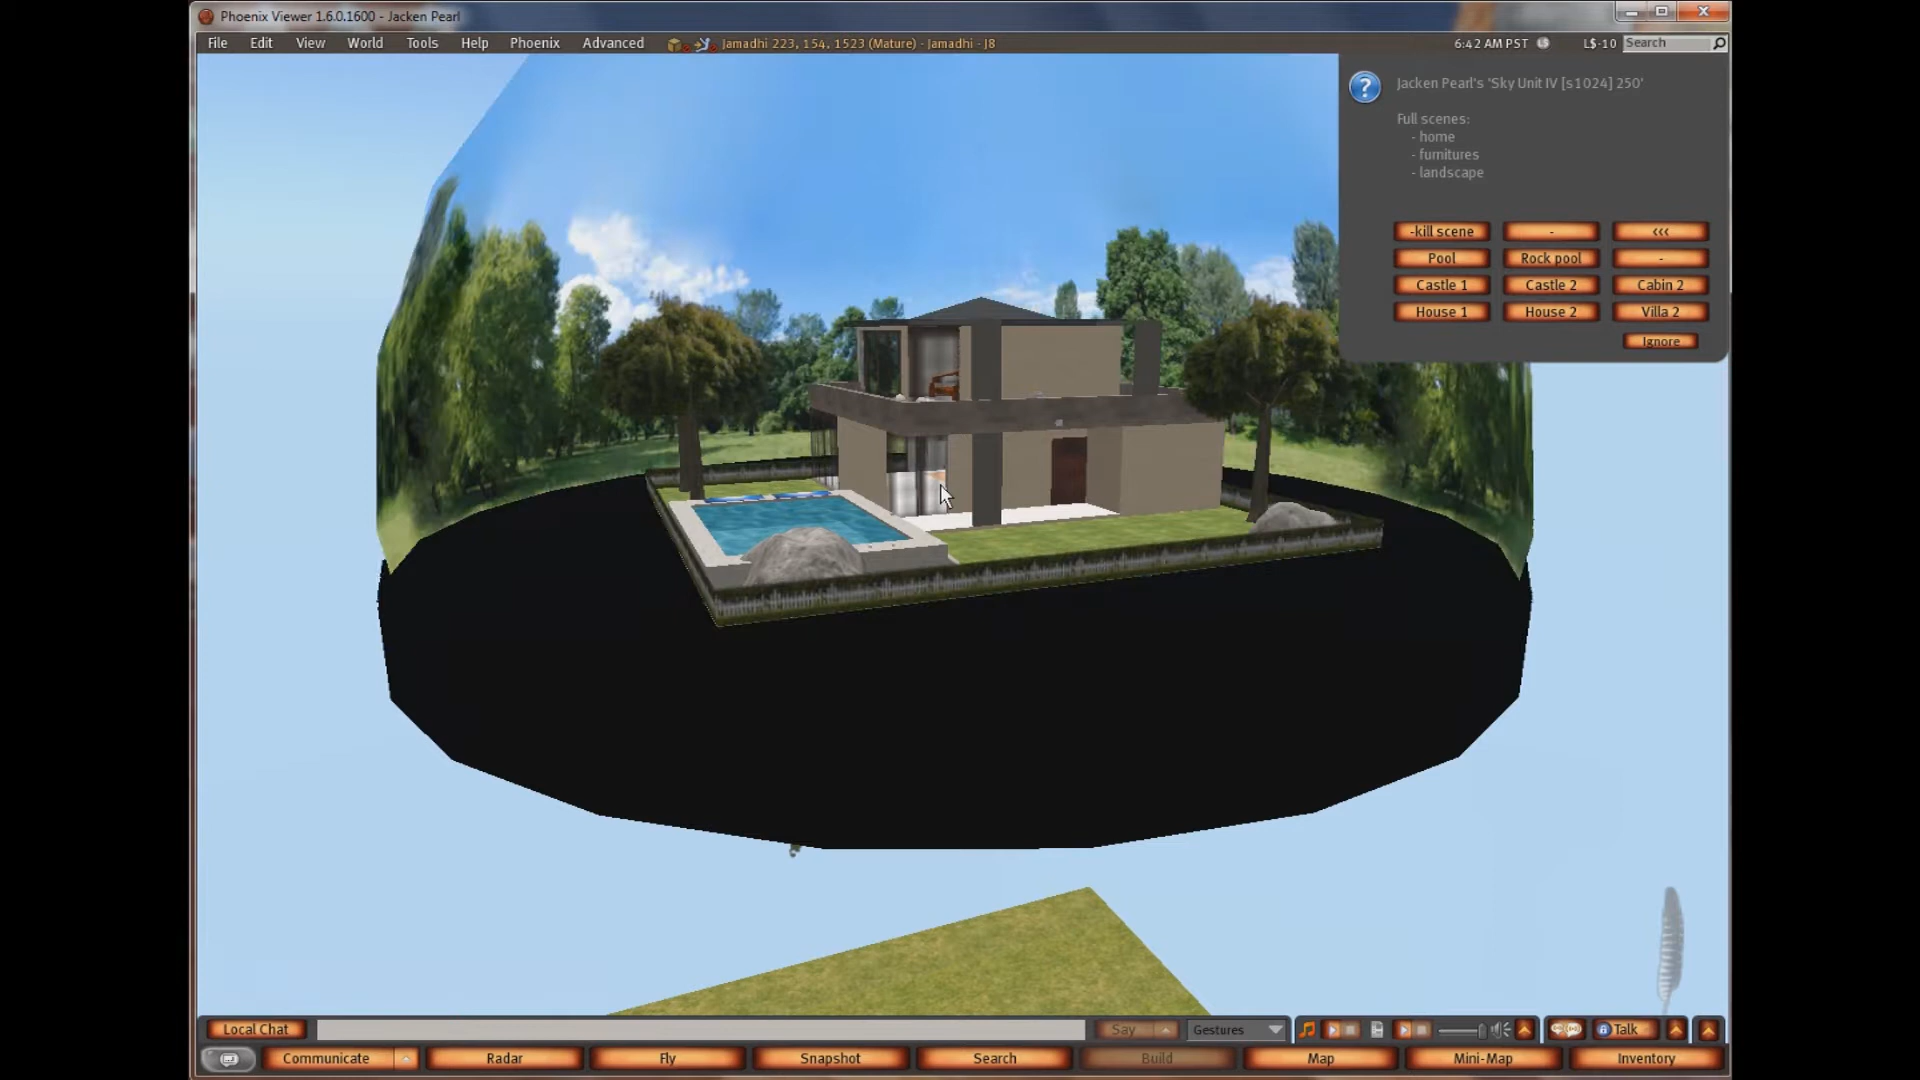 Phoenix Viewer 1.6.0.1600 - Jacken Pearl
File Edit View World Tools Help Phoenix Advanced Jamadhi 223, 154, 1523 (Mature) - Jamadhi - J8 6:42 AM PST L$-10 Search
Jacken Pearl's 'Sky Unit IV [s1024] 250'
Full scenes:
- home
- furnitures
- landscape
-kill scene - <<<
Pool Rock pool -
Castle 1 Castle 2 Cabin 2
House 1 House 2 Villa 2
Ignore
Local Chat Say Gestures Talk
Communicate Radar Fly Snapshot Search Build Map Mini-Map Inventory